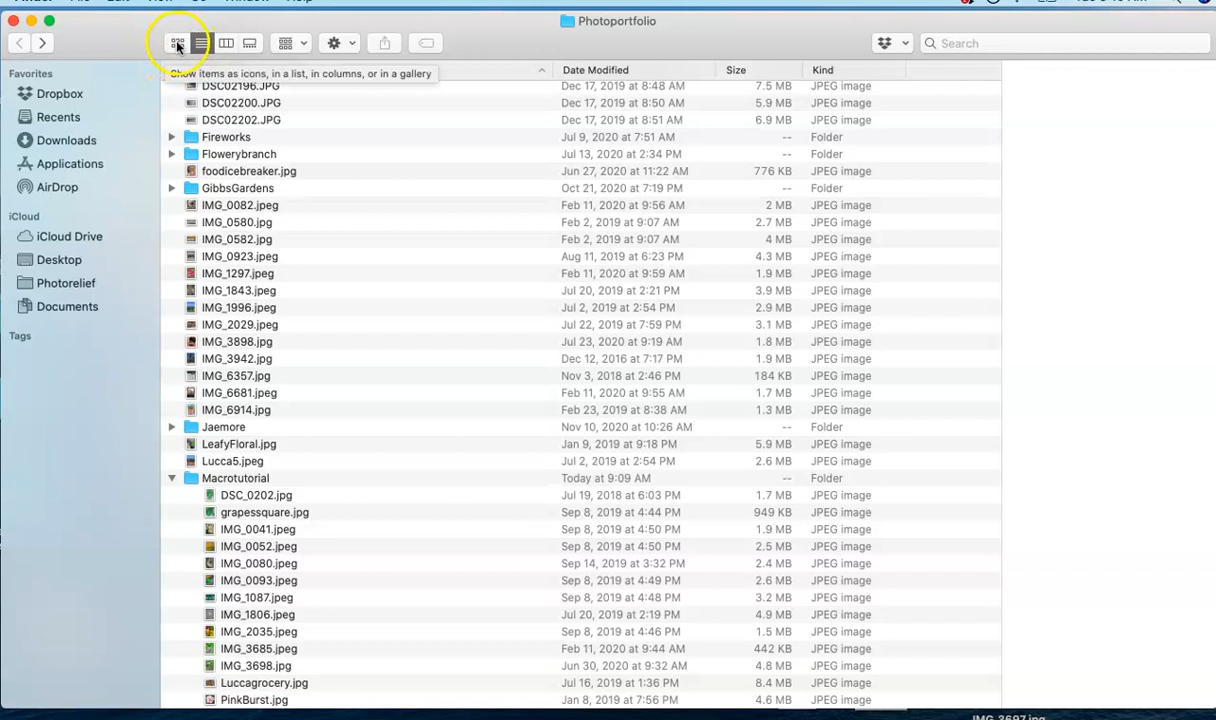 Photoportfolio
Search
Show items as icons, in a list, in columns, or in a gallery
Favorites
Dropbox
Recents
Downloads
Applications
AirDrop
iCloud
iCloud Drive
Desktop
Photorelief
Documents
Tags
Date Modified Size Kind
DSC02196.JPG Dec 17, 2019 at 8:46 AM 7.5 MB JPEG image
DSC02200.JPG Dec 17, 2019 at 8:50 AM 5.9 MB JPEG image
DSC02202.JPG Dec 17, 2019 at 8:51 AM 6.9 MB JPEG image
Fireworks Jul 9, 2020 at 7:51 AM -- Folder
Flowerybranch Jul 13, 2020 at 2:34 PM -- Folder
foodicebreaker.jpg Jun 27, 2020 at 11:22 AM 776 KB JPEG image
GibbsGardens Oct 21, 2020 at 7:19 PM -- Folder
IMG_0082.jpeg Feb 11, 2020 at 9:56 AM 2 MB JPEG image
IMG_0580.jpg Feb 2, 2019 at 9:07 AM 2.7 MB JPEG image
IMG_0582.jpg Feb 2, 2019 at 9:07 AM 4 MB JPEG image
IMG_0923.jpeg Aug 11, 2019 at 6:23 PM 4.3 MB JPEG image
IMG_1297.jpeg Feb 11, 2020 at 9:59 AM 1.9 MB JPEG image
IMG_1843.jpeg Jul 20, 2019 at 2:21 PM 3.9 MB JPEG image
IMG_1996.jpeg Jul 2, 2019 at 2:54 PM 2.9 MB JPEG image
IMG_2029.jpeg Jul 22, 2019 at 7:59 PM 3.1 MB JPEG image
IMG_3898.jpg Jul 23, 2020 at 9:19 AM 1.8 MB JPEG image
IMG_3942.jpg Dec 12, 2016 at 7:17 PM 1.9 MB JPEG image
IMG_6357.jpg Nov 3, 2018 at 2:46 PM 184 KB JPEG image
IMG_6681.jpeg Feb 11, 2020 at 9:55 AM 1.7 MB JPEG image
IMG_6914.jpg Feb 23, 2019 at 8:38 AM 1.3 MB JPEG image
Jaemore Nov 10, 2020 at 10:26 AM -- Folder
LeafyFloral.jpg Jan 9, 2019 at 9:18 PM 5.9 MB JPEG image
Lucca5.jpeg Jul 2, 2019 at 2:54 PM 2.6 MB JPEG image
Macrotutorial Today at 9:09 AM -- Folder
DSC_0202.jpg Jul 19, 2018 at 6:03 PM 1.7 MB JPEG image
grapessquare.jpg Sep 8, 2019 at 4:44 PM 949 KB JPEG image
IMG_0041.jpeg Sep 8, 2019 at 4:50 PM 1.9 MB JPEG image
IMG_0052.jpeg Sep 8, 2019 at 4:50 PM 2.5 MB JPEG image
IMG_0080.jpeg Sep 14, 2019 at 3:32 PM 2.4 MB JPEG image
IMG_0093.jpeg Sep 8, 2019 at 4:49 PM 2.6 MB JPEG image
IMG_1087.jpeg Sep 8, 2019 at 4:48 PM 3.2 MB JPEG image
IMG_1806.jpg Jul 20, 2019 at 2:19 PM 4.9 MB JPEG image
IMG_2035.jpeg Sep 8, 2019 at 4:46 PM 1.5 MB JPEG image
IMG_3685.jpeg Feb 11, 2020 at 9:44 AM 442 KB JPEG image
IMG_3698.jpg Jun 30, 2020 at 9:32 AM 4.8 MB JPEG image
Luccagrocery.jpg Jul 16, 2019 at 1:36 PM 8.4 MB JPEG image
PinkBurst.jpg Jan 8, 2019 at 7:56 PM 4.6 MB JPEG image